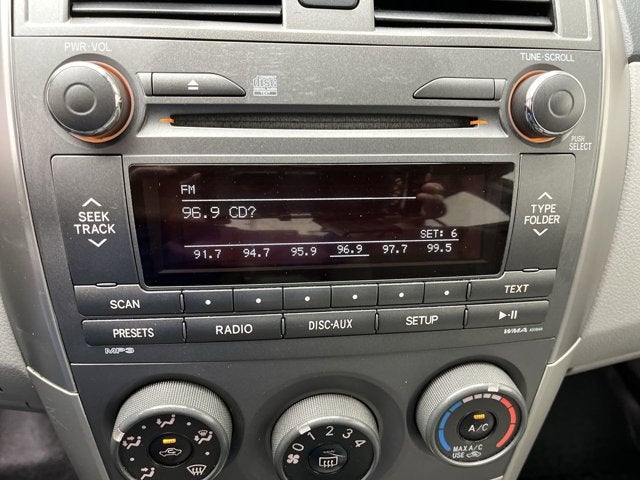 PWR·VOL
TUNE·SCROLL
PUSH
SELECT
FM
96.9 CD?
SET: 6
91.7 94.7 95.9 96.9 97.7 99.5
SEEK
TRACK
TYPE
FOLDER
SCAN
TEXT
PRESETS
RADIO
DISC·AUX
SETUP
MP3
WMA
0 1 2 3 4
A/C
MAX A/C
USE